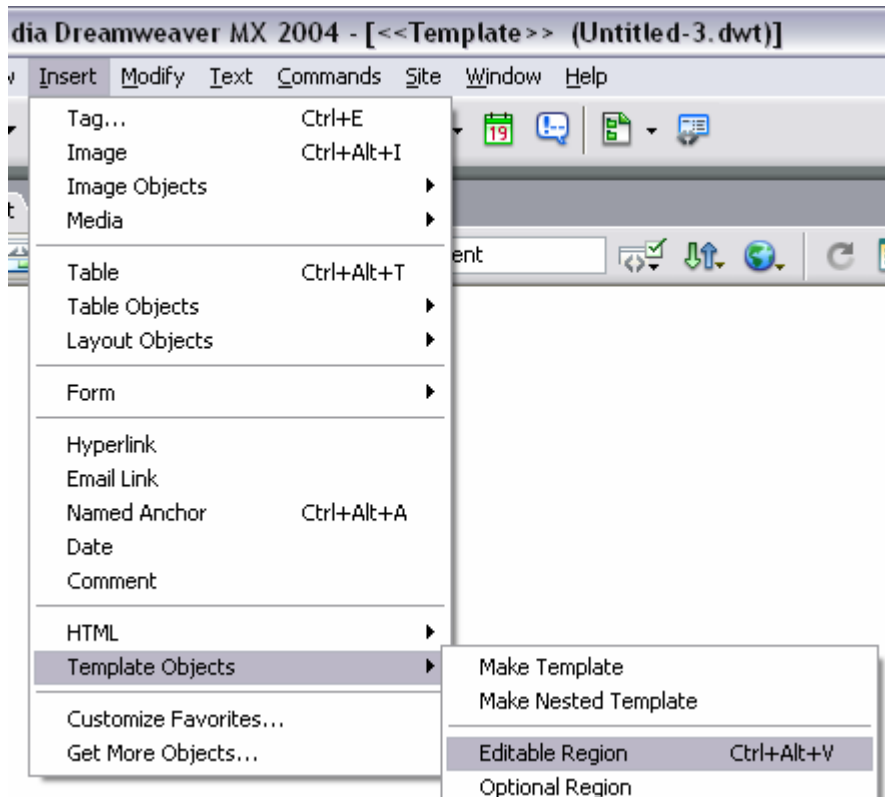 dia Dreamweaver MX 2004 - [<<Template>> (Untitled-3.dwt)]
Insert Modify Text Commands Site Window Help
Tag... Ctrl+E
19
Image Ctrl+Alt+I
Image Objects
Media
ent
Table Ctrl+Alt+T
Table Objects
Layout Objects
Form
Hyperlink
Email Link
Named Anchor Ctrl+Alt+A
Date
Comment
HTML
Template Objects
Make Template
Make Nested Template
Customize Favorites...
Get More Objects...
Editable Region Ctrl+Alt+V
Optional Region